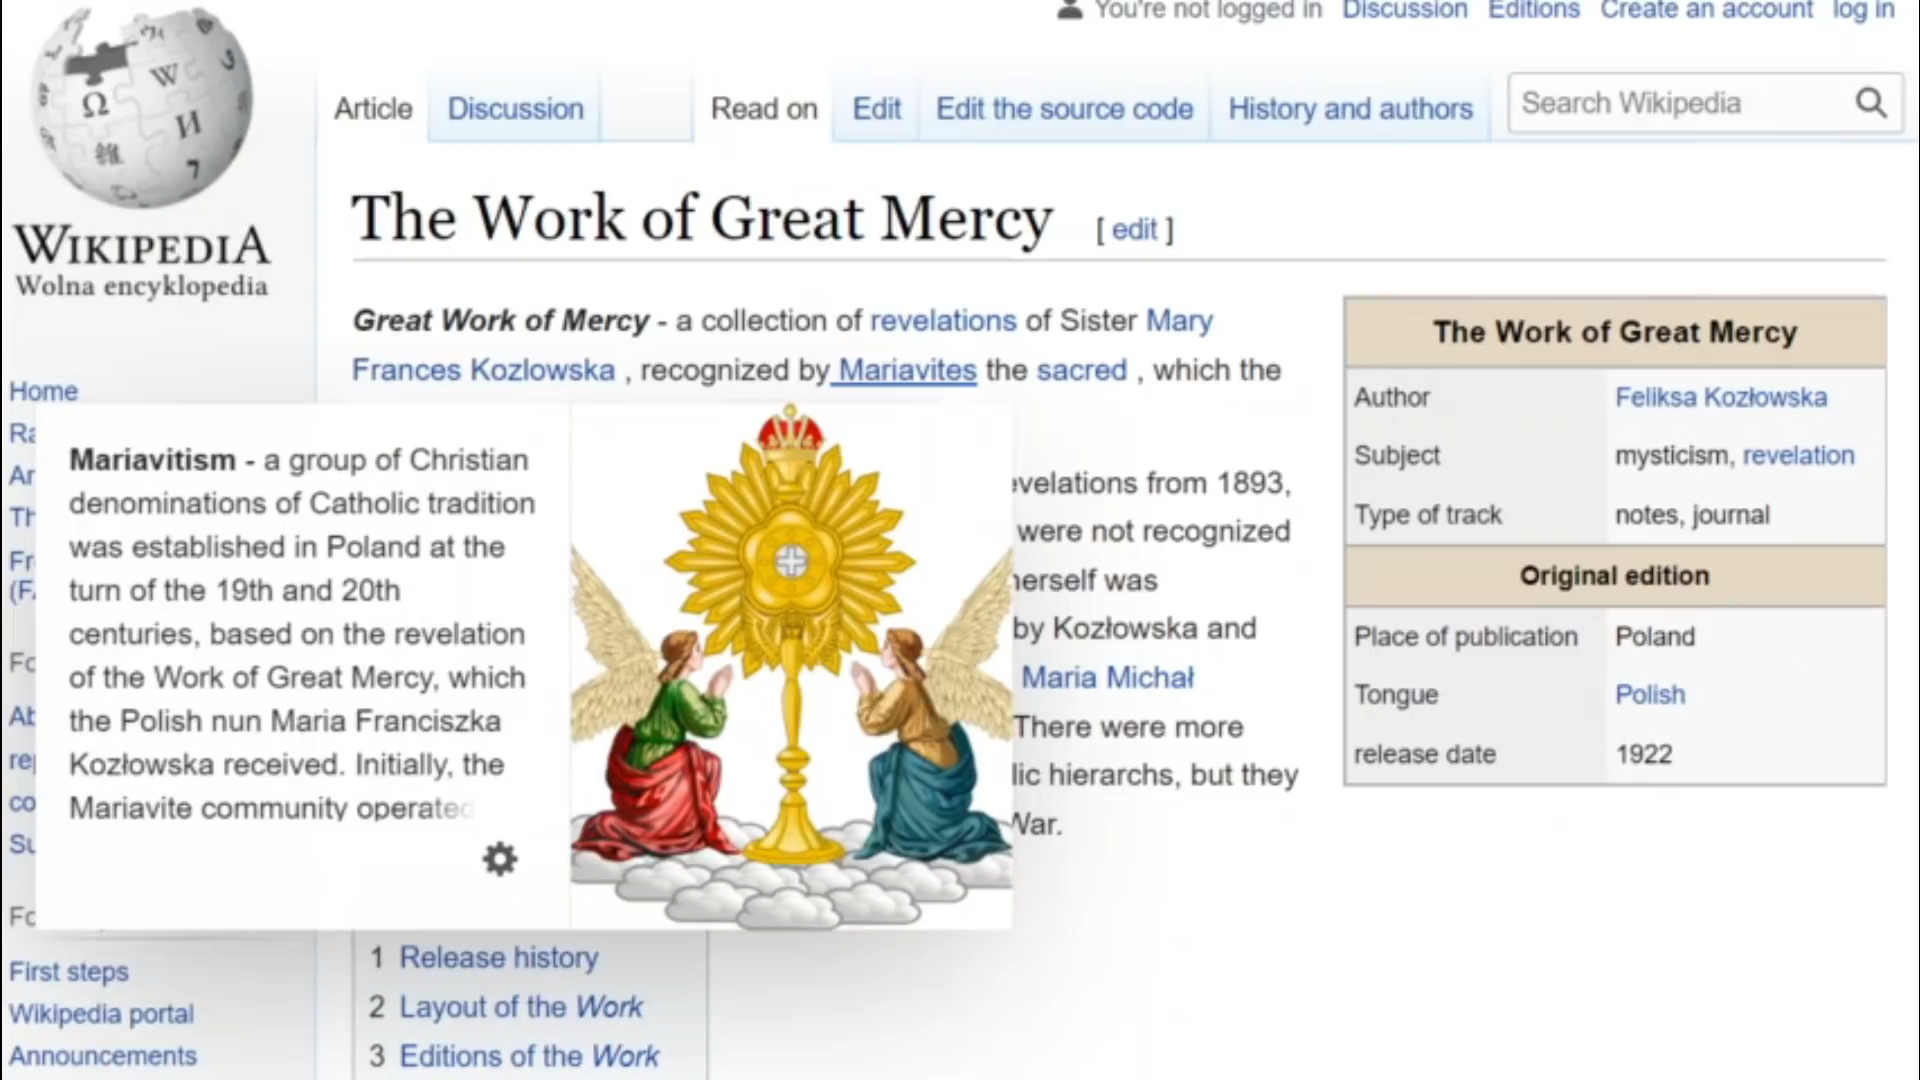 You're not logged in Discussion Editions Create an account log in
Article Discussion Read on Edit Edit the source code History and authors Search Wikipedia
WIKIPEDIA
Wolna encyklopedia
Home
First steps
Wikipedia portal
Announcements
The Work of Great Mercy [ edit ]
Great Work of Mercy - a collection of revelations of Sister Mary
Frances Kozlowska , recognized by Mariavites the sacred , which the
from 1893,
were not recognized
was
by Kozłowska and
Maria Michał
There were more
hierarchs, but they
War.
Mariavitism - a group of Christian
denominations of Catholic tradition
was established in Poland at the
turn of the 19th and 20th
centuries, based on the revelation
of the Work of Great Mercy, which
the Polish nun Maria Franciszka
Kozłowska received. Initially, the
Mariavite community operated
1 Release history
2 Layout of the Work
3 Editions of the Work
The Work of Great Mercy
Author Feliksa Kozłowska
Subject mysticism, revelation
Type of track notes, journal
Original edition
Place of publication Poland
Tongue Polish
release date 1922